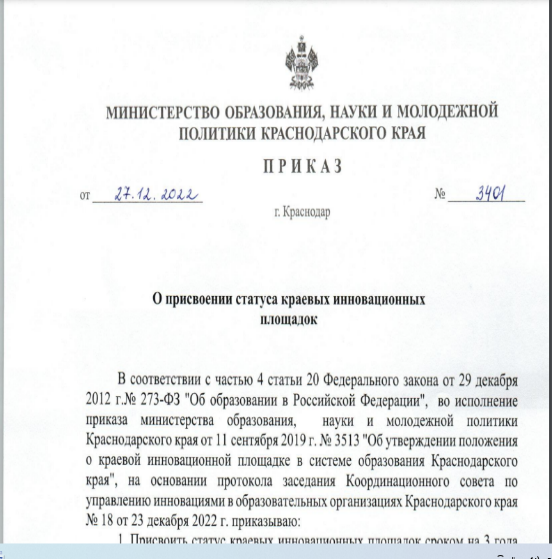 МИНИСТЕРСТВО ОБРАЗОВАНИЯ, НАУКИ И МОЛОДЕЖНОЙ
ПОЛИТИКИ КРАСНОДАРСКОГО КРАЯ
ПРИКАЗ
от 27.12.2022 № 3401
г. Краснодар
О присвоении статуса краевых инновационных
площадок
В соответствии с частью 4 статьи 20 Федерального закона от 29 декабря
2012 г.№ 273-ФЗ "Об образовании в Российской Федерации", во исполнение
приказа министерства образования, науки и молодежной политики
Краснодарского края от 11 сентября 2019 г. № 3513 "Об утверждении положения
о краевой инновационной площадке в системе образования Краснодарского
края", на основании протокола заседания Координационного совета по
управлению инновациями в образовательных организациях Краснодарского края
№ 18 от 23 декабря 2022 г. приказываю:
1. Присвоить статус краевых инновационных площадок сроком на 3 года